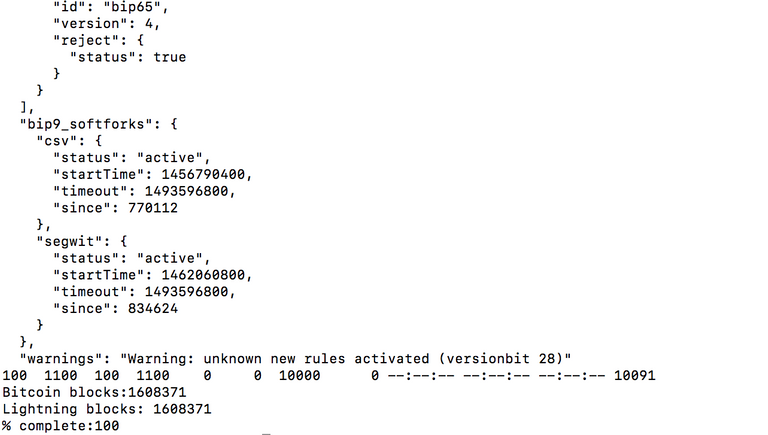 "id": "bip65",
"version": 4,
"reject": {
"status": true
}
}
],
"bip9_softforks": {
"csv": {
"status": "active",
"startTime": 1456790400,
"timeout": 1493596800,
"since": 770112
},
"segwit": {
"status": "active",
"startTime": 1462060800,
"timeout": 1493596800,
"since": 834624
}
},
"warnings": "Warning: unknown new rules activated (versionbit 28)"
100  1100  100  1100    0     0  10000      0 --:--:-- --:--:-- --:--:-- 10091
Bitcoin blocks:1608371
Lightning blocks: 1608371
% complete:100